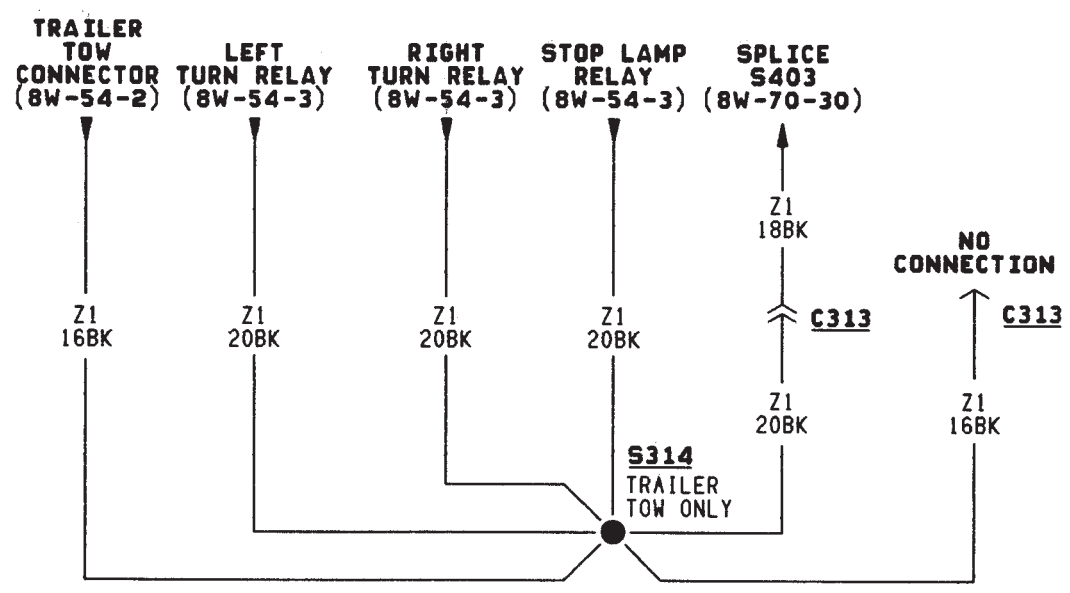 TRAILER
TOW
CONNECTOR
(8W-54-2)
LEFT
TURN RELAY
(8W-54-3)
RIGHT
TURN RELAY
(8W-54-3)
STOP LAMP
RELAY
(8W-54-3)
SPLICE
S403
(8W-70-30)
Z1
18BK
NO
CONNECTION
Z1
16BK
Z1
20BK
Z1
20BK
Z1
20BK
C313
C313
Z1
20BK
Z1
16BK
S314
TRAILER
TOW ONLY